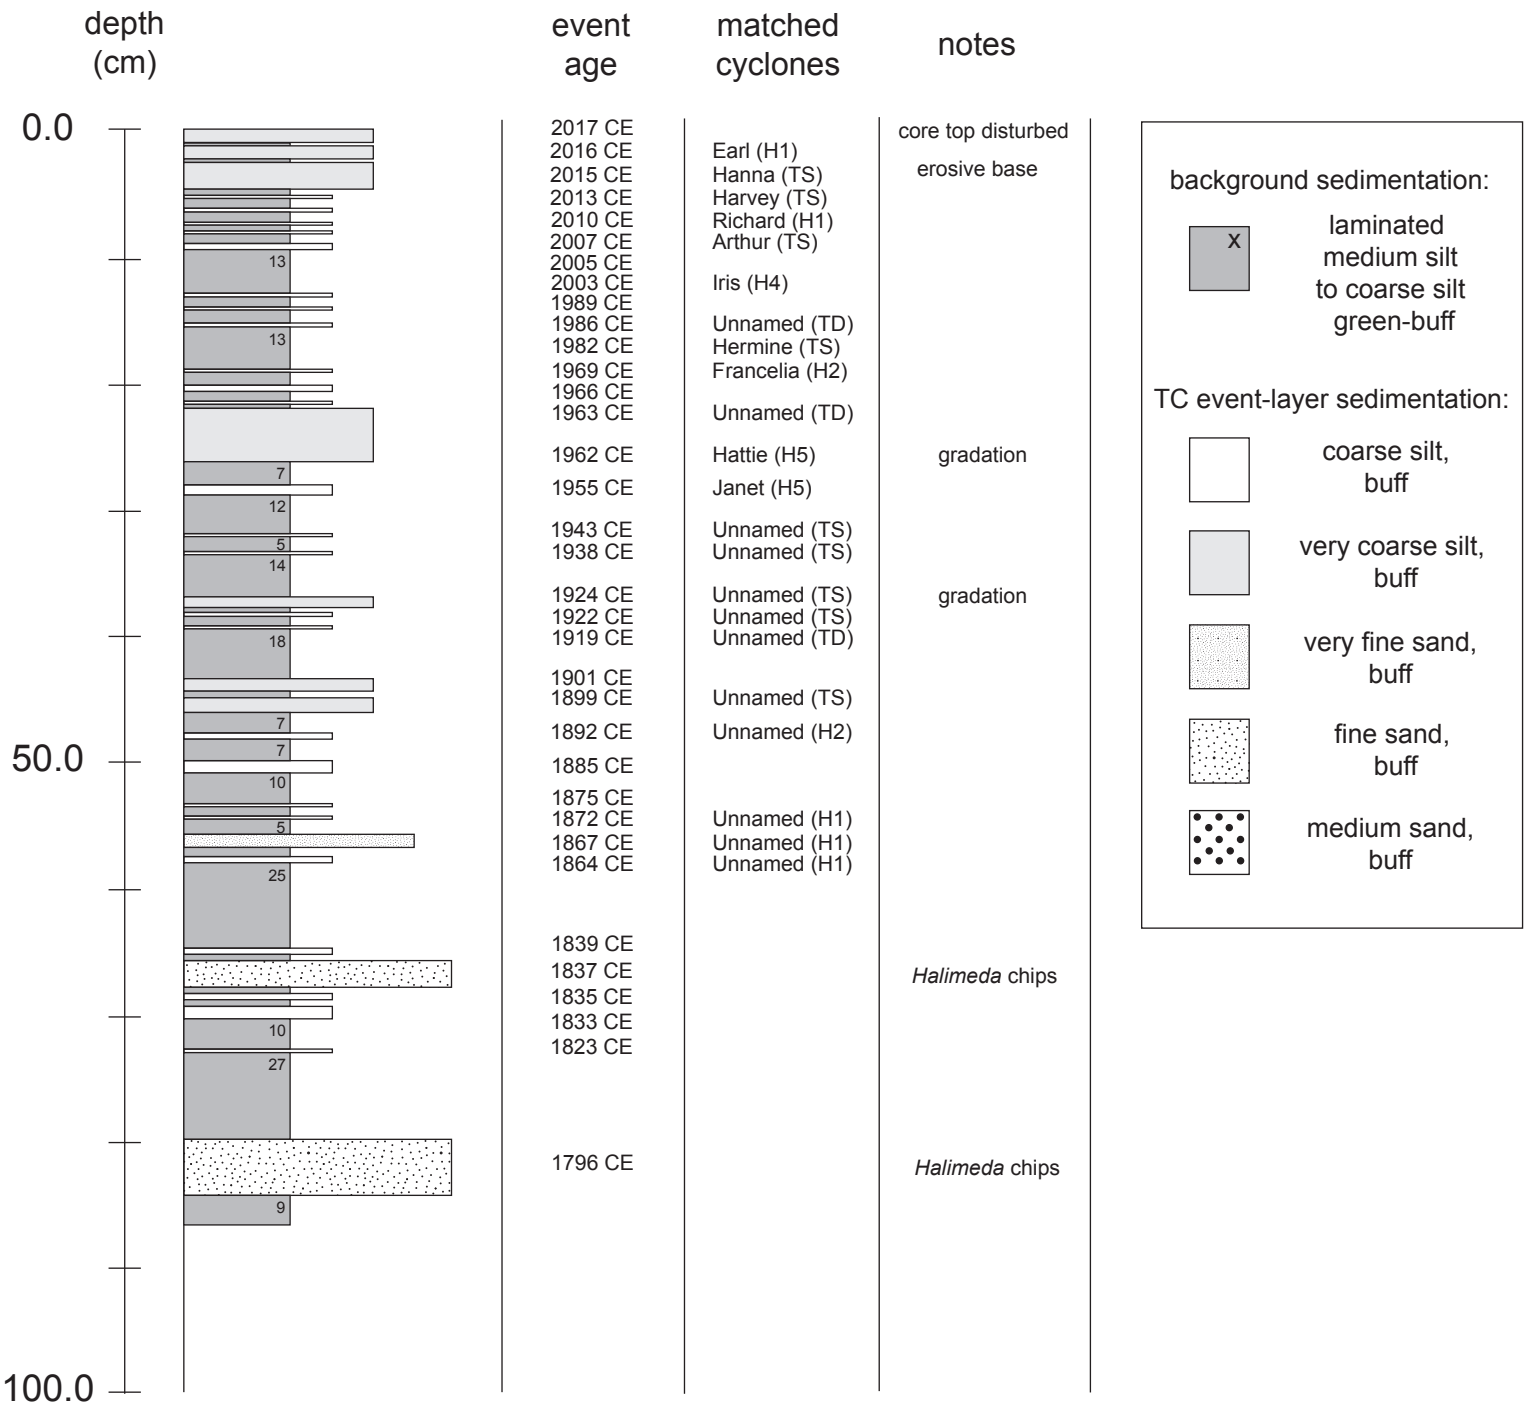 depth
(cm)
event
age
matched
cyclones
notes
0.0
50.0
100.0
13
13
7
12
5
14
18
7
7
10
5
25
10
27
9
2017 CE core top disturbed
2016 CE Earl (H1)
erosive base
2015 CE Hanna (TS)
2013 CE Harvey (TS)
2010 CE Richard (H1)
2007 CE Arthur (TS)
2005 CE
2003 CE Iris (H4)
1989 CE
1986 CE Unnamed (TD)
1982 CE Hermine (TS)
1969 CE Francelia (H2)
1966 CE
1963 CE Unnamed (TD)
1962 CE Hattie (H5) gradation
1955 CE Janet (H5)
1943 CE Unnamed (TS)
1938 CE Unnamed (TS)
1924 CE Unnamed (TS) gradation
1922 CE Unnamed (TS)
1919 CE Unnamed (TD)
1901 CE
1899 CE Unnamed (TS)
1892 CE Unnamed (H2)
1885 CE
1875 CE
1872 CE Unnamed (H1)
1867 CE Unnamed (H1)
1864 CE Unnamed (H1)
1839 CE
1837 CE Halimeda chips
1835 CE
1833 CE
1823 CE
1796 CE Halimeda chips
background sedimentation:
x
laminated
medium silt
to coarse silt
green-buff
TC event-layer sedimentation:
coarse silt,
buff
very coarse silt,
buff
very fine sand,
buff
fine sand,
buff
medium sand,
buff